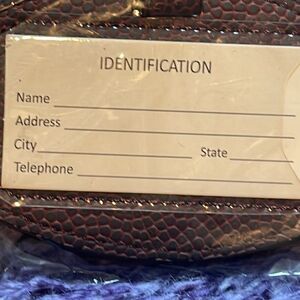 IDENTIFICATION
Name
Address
City State
Telephone